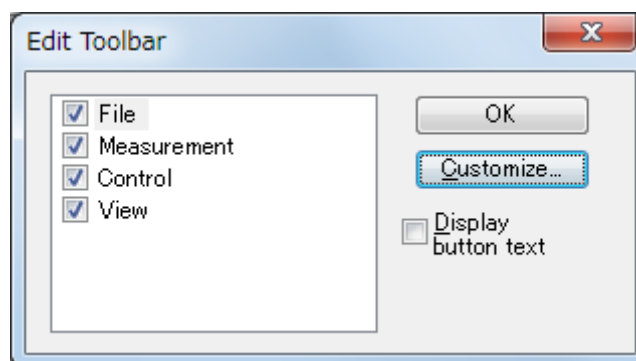 Edit Toolbar
File
Measurement
Control
View
OK
Customize...
Display
button text